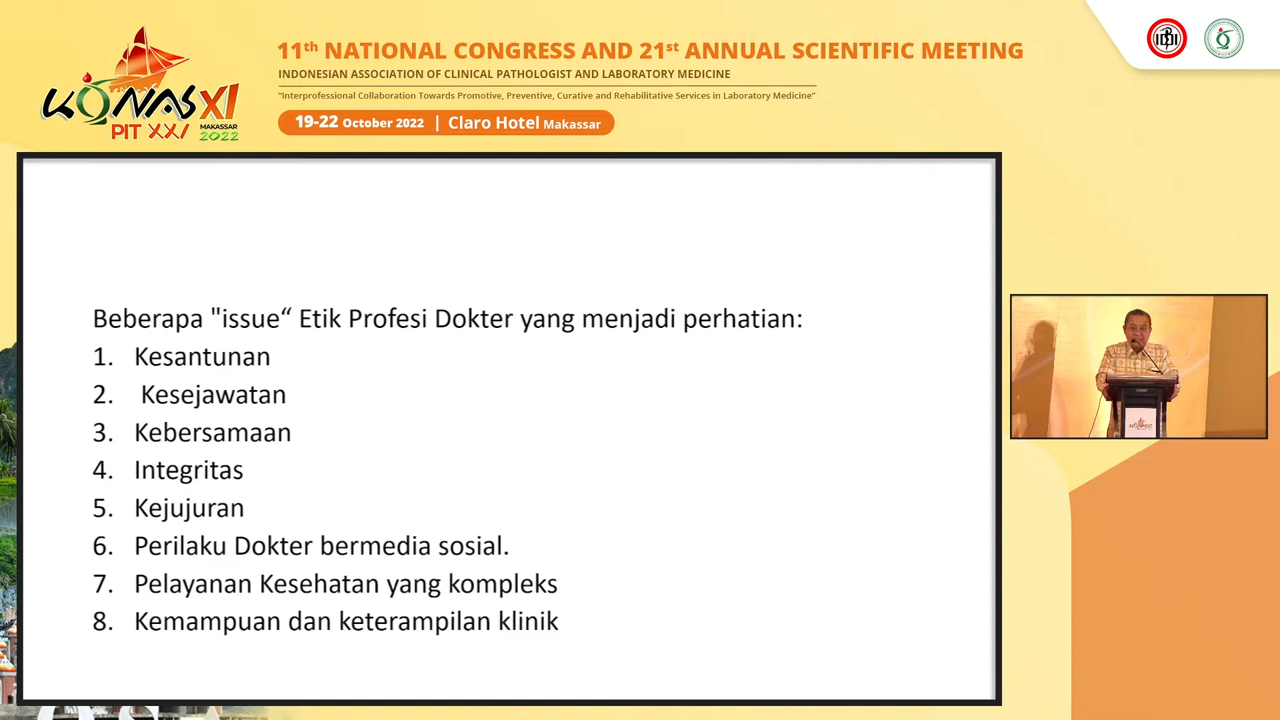 11th NATIONAL CONGRESS AND 21st ANNUAL SCIENTIFIC MEETING
INDONESIAN ASSOCIATION OF CLINICAL PATHOLOGIST AND LABORATORY MEDICINE
"Interprofessional Collaboration Towards Promotive, Preventive, Curative and Rehabilitative Services in Laboratory Medicine"
19-22 October 2022 | Claro Hotel Makassar
KONAS XI
PIT XXI
MAKASSAR
2022
Beberapa "issue“ Etik Profesi Dokter yang menjadi perhatian:
1. Kesantunan
2. Kesejawatan
3. Kebersamaan
4. Integritas
5. Kejujuran
6. Perilaku Dokter bermedia sosial.
7. Pelayanan Kesehatan yang kompleks
8. Kemampuan dan keterampilan klinik